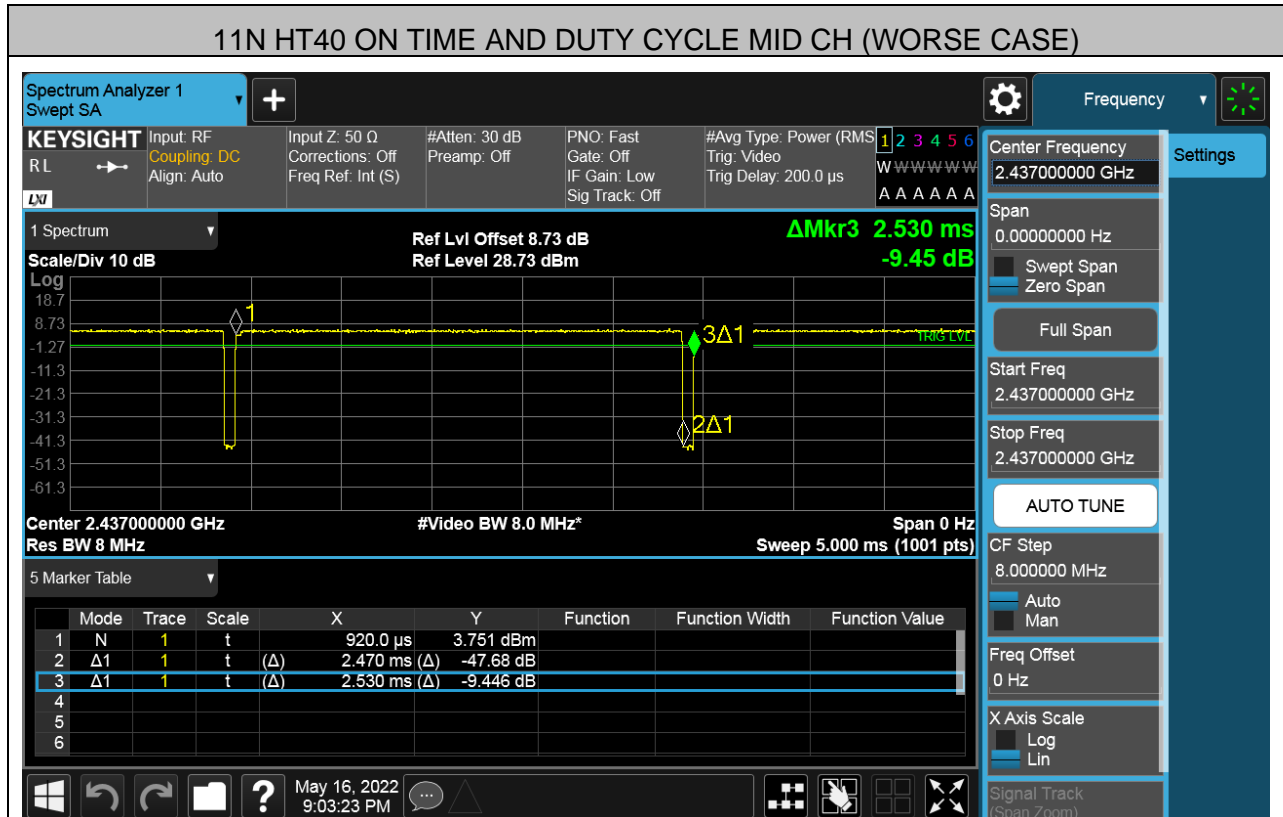 11N HT40 ON TIME AND DUTY CYCLE MID CH (WORSE CASE)
Spectrum Analyzer 1
Swept SA
+
Frequency
KEYSIGHT
RL
LXI
Input: RF
Coupling: DC
Align: Auto
Input Z: 50 Ω
Corrections: Off
Freq Ref: Int (S)
#Atten: 30 dB
Preamp: Off
PNO: Fast
Gate: Off
IF Gain: Low
Sig Track: Off
#Avg Type: Power (RMS
Trig: Video
Trig Delay: 200.0 µs
1 2 3 4 5 6
W W W W W W
A A A A A A
1 Spectrum
Scale/Div 10 dB
Ref Lvl Offset 8.73 dB
Ref Level 28.73 dBm
ΔMkr3 2.530 ms
-9.45 dB
Log
18.7
8.73
-1.27
-11.3
-21.3
-31.3
-41.3
-51.3
-61.3
1
3Δ1
TRIG LVL
2Δ1
Center 2.437000000 GHz
Res BW 8 MHz
#Video BW 8.0 MHz*
Span 0 Hz
Sweep 5.000 ms (1001 pts)
5 Marker Table
Mode Trace Scale X Y Function Function Width Function Value
1 N 1 t 920.0 µs 3.751 dBm
2 Δ1 1 t (Δ) 2.470 ms (Δ) -47.68 dB
3 Δ1 1 t (Δ) 2.530 ms (Δ) -9.446 dB
4
5
6
?
May 16, 2022
9:03:23 PM
Settings
Center Frequency
2.437000000 GHz
Span
0.00000000 Hz
Swept Span
Zero Span
Full Span
Start Freq
2.437000000 GHz
Stop Freq
2.437000000 GHz
AUTO TUNE
CF Step
8.000000 MHz
Auto
Man
Freq Offset
0 Hz
X Axis Scale
Log
Lin
Signal Track
(Span Zoom)